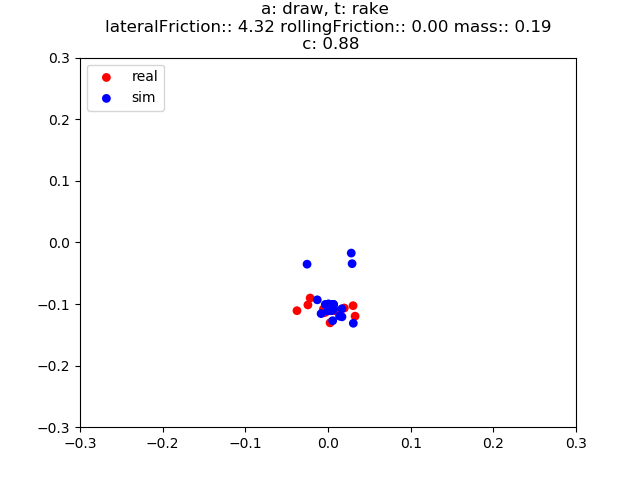 a: draw, t: rake
lateralFriction:: 4.32 rollingFriction:: 0.00 mass:: 0.19
c: 0.88
real
sim
0.3
0.2
0.1
0.0
−0.1
−0.2
−0.3
−0.3 −0.2 −0.1 0.0 0.1 0.2 0.3